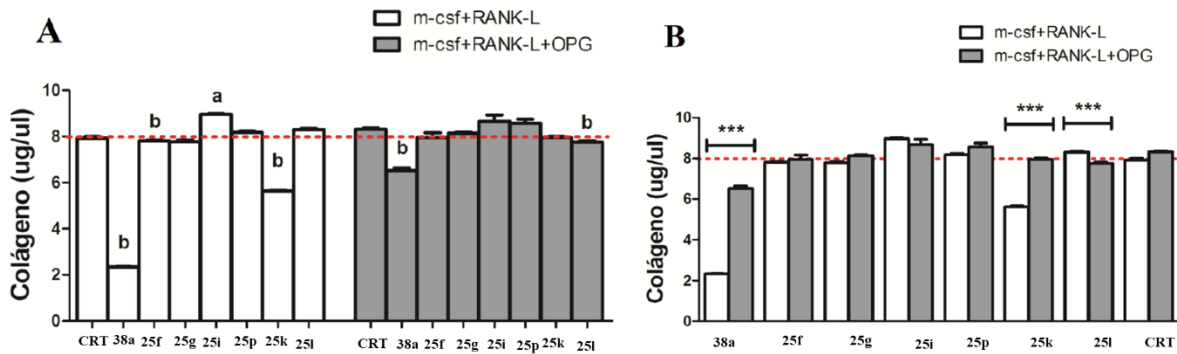 A
m-csf+RANK-L
m-csf+RANK-L+OPG
Colágeno (ug/ul)
10
8
6
4
2
0
b
b
a
b
b
b
CRT 38a 25f 25g 25i 25p 25k 25l CRT 38a 25f 25g 25i 25p 25k 25l
B
m-csf+RANK-L
m-csf+RANK-L+OPG
Colágeno (ug/ul)
10
8
6
4
2
0
*** *** ***
38a 25f 25g 25i 25p 25k 25l CRT